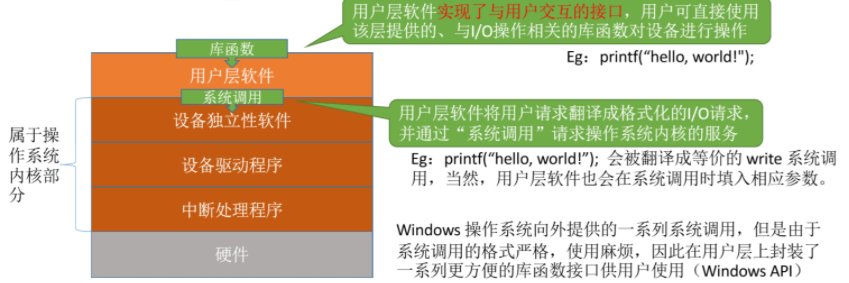 用户层软件实现了与用户交互的接口，用户可直接使用
该层提供的、与I/O操作相关的库函数对设备进行操作
库函数
Eg：printf("hello, world!");
用户层软件
系统调用
设备独立性软件
用户层软件将用户请求翻译成格式化的I/O请求，
并通过“系统调用”请求操作系统内核的服务
属于操
作系统
内核部
分
设备驱动程序
Eg：printf(“hello, world!”); 会被翻译成等价的 write 系统调
用，当然，用户层软件也会在系统调用时填入相应参数。
中断处理程序
硬件
Windows 操作系统向外提供的一系列系统调用，但是由于
系统调用的格式严格，使用麻烦，因此在用户层上封装了
一系列更方便的库函数接口供用户使用（Windows API）